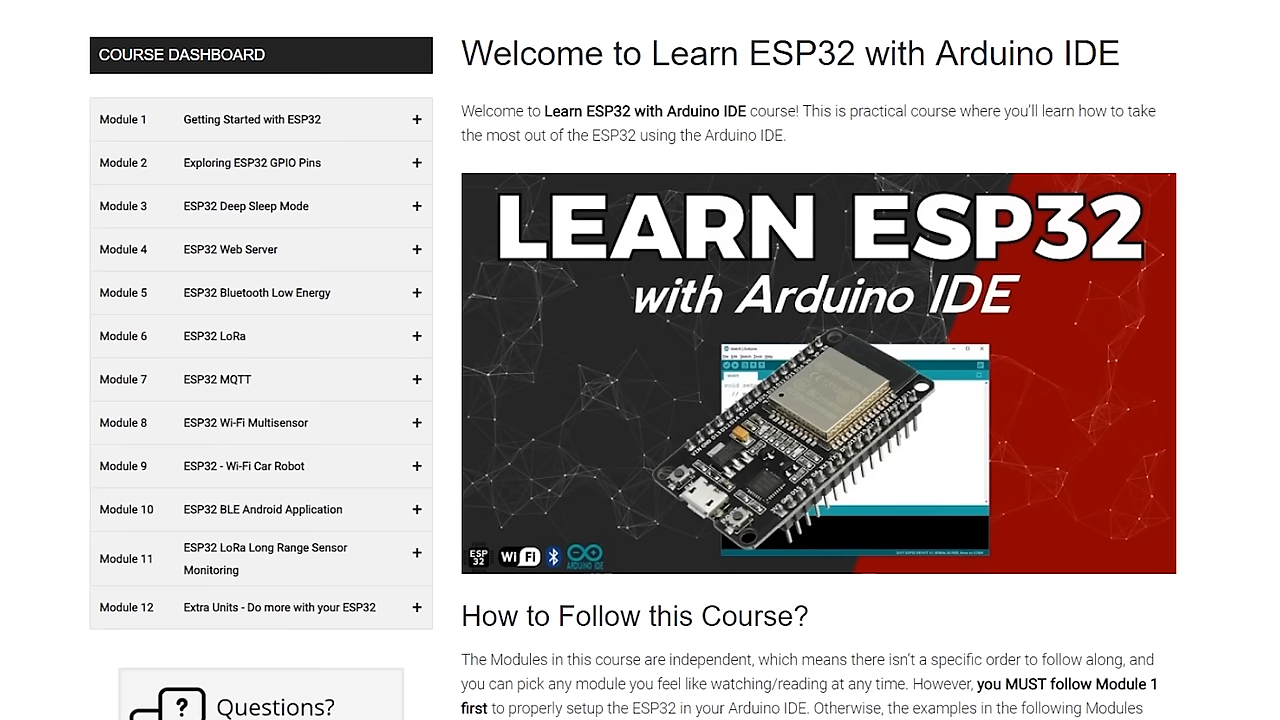 COURSE DASHBOARD
Module 1 Getting Started with ESP32 +
Module 2 Exploring ESP32 GPIO Pins +
Module 3 ESP32 Deep Sleep Mode +
Module 4 ESP32 Web Server +
Module 5 ESP32 Bluetooth Low Energy +
Module 6 ESP32 LoRa +
Module 7 ESP32 MQTT +
Module 8 ESP32 Wi-Fi Multisensor +
Module 9 ESP32 - Wi-Fi Car Robot +
Module 10 ESP32 BLE Android Application +
Module 11 ESP32 LoRa Long Range Sensor +
Monitoring
Module 12 Extra Units - Do more with your ESP32 +
Questions?
Welcome to Learn ESP32 with Arduino IDE
Welcome to Learn ESP32 with Arduino IDE course! This is practical course where you’ll learn how to take
the most out of the ESP32 using the Arduino IDE.
LEARN ESP32
with Arduino IDE
ESP
32
WiFi
ARDUINO IDE
How to Follow this Course?
The Modules in this course are independent, which means there isn’t a specific order to follow along, and
you can pick any module you feel like watching/reading at any time. However, you MUST follow Module 1
first to properly setup the ESP32 in your Arduino IDE. Otherwise, the examples in the following Modules